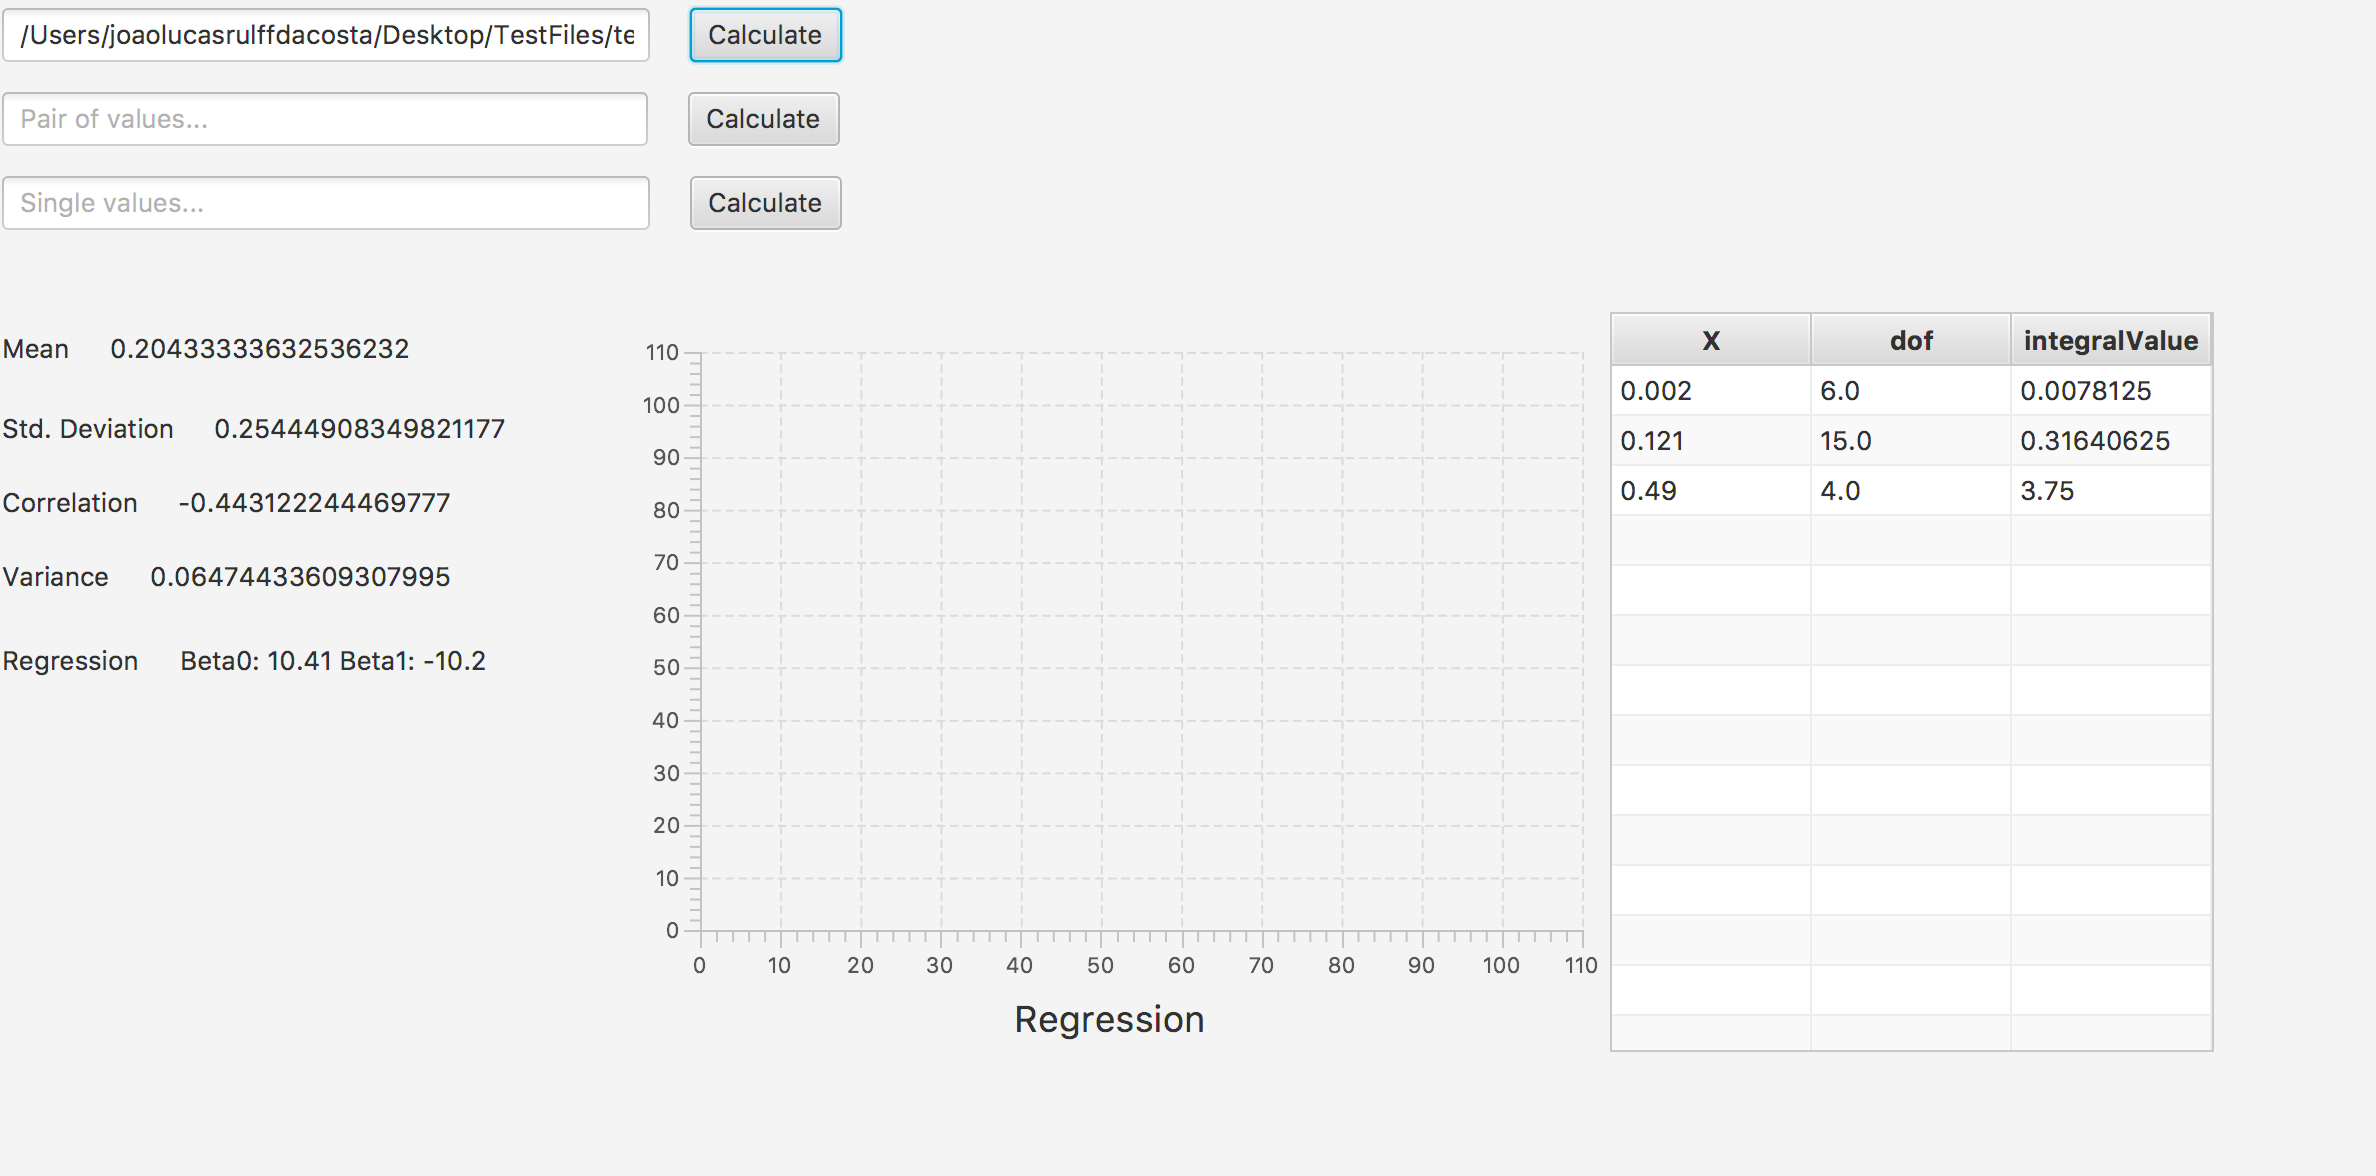 /Users/joaolucasrulffdacosta/Desktop/TestFiles/te
Calculate
Pair of values...
Calculate
Single values...
Calculate
Mean 0.20433333632536232
Std. Deviation 0.25444908349821177
Correlation -0.443122244469777
Variance 0.06474433609307995
Regression Beta0: 10.41 Beta1: -10.2
110
100
90
80
70
60
50
40
30
20
10
0
0 10 20 30 40 50 60 70 80 90 100 110
Regression
X dof integralValue
0.002 6.0 0.0078125
0.121 15.0 0.31640625
0.49 4.0 3.75